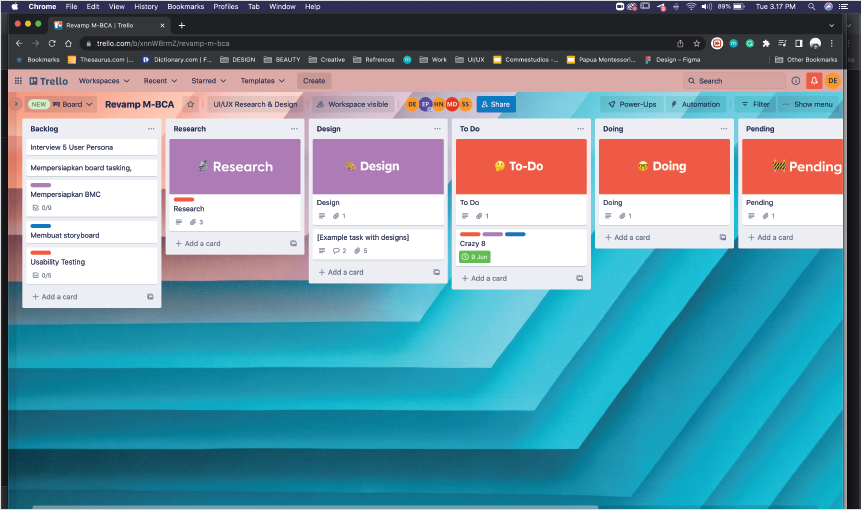 Chrome File Edit View History Bookmarks Profiles Tab Window Help 89% Tue 3.17 PM
Revamp M-BCA | Trello
trello.com/b/xnnW8rmZ/revamp-m-bca
Bookmarks Thesaurus.com |... Dictionary.com | F... DESIGN BEAUTY Creative Refrences Work UI/UX Commestudios -... Papua Montessori... Design – Figma Other Bookmarks
Trello Workspaces Recent Starred Templates Create Search DE
NEW Board Revamp M-BCA UI/UX Research & Design Workspace visible DE EP HN MD SS Share Power-Ups Automation Filter Show menu
Backlog
Interview 5 User Persona
Mempersiapkan board tasking,
Mempersiapkan BMC
0/9
Membuat storyboard
Usability Testing
0/5
Add a card
Research
Research
Research
3
Add a card
Design
Design
Design
1
[Example task with designs]
2 5
Add a card
To Do
To-Do
To Do
1
Crazy 8
9 Jun
Add a card
Doing
Doing
Doing
1
Add a card
Pending
Pending
Pending
1
Add a card